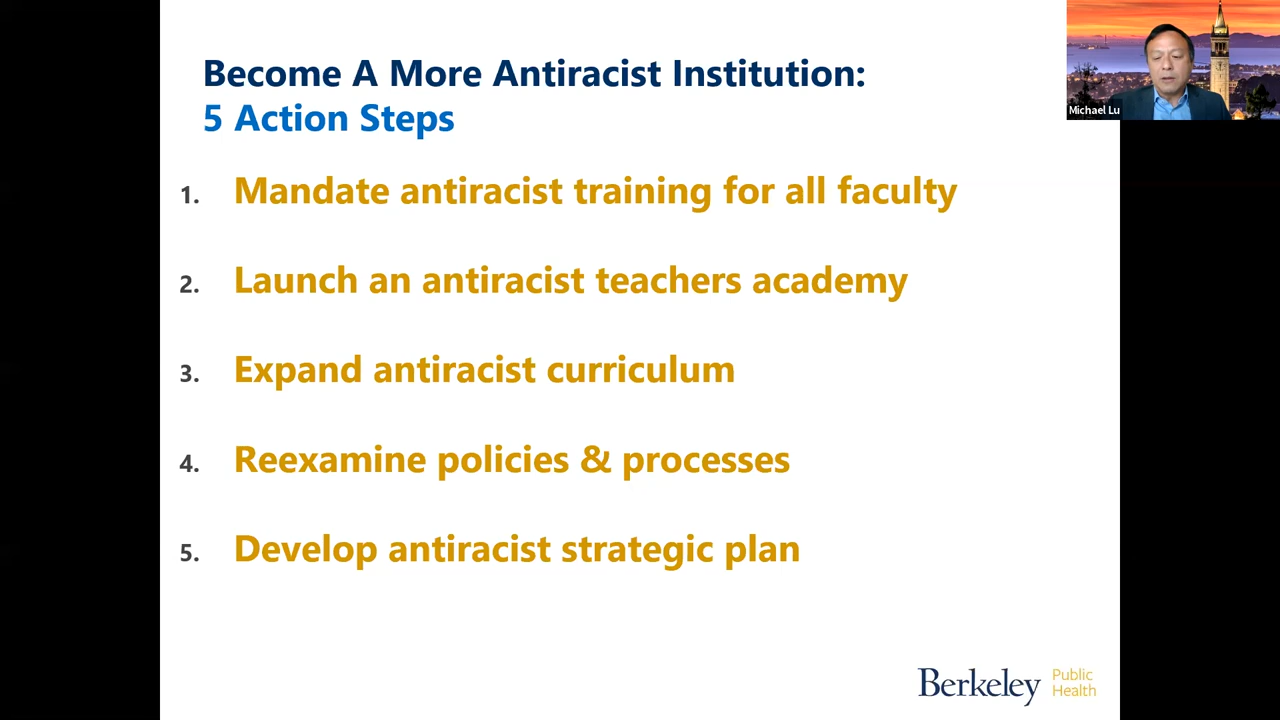 Become A More Antiracist Institution:
5 Action Steps
Michael Lu
1. Mandate antiracist training for all faculty
2. Launch an antiracist teachers academy
3. Expand antiracist curriculum
4. Reexamine policies & processes
5. Develop antiracist strategic plan
Berkeley Public Health